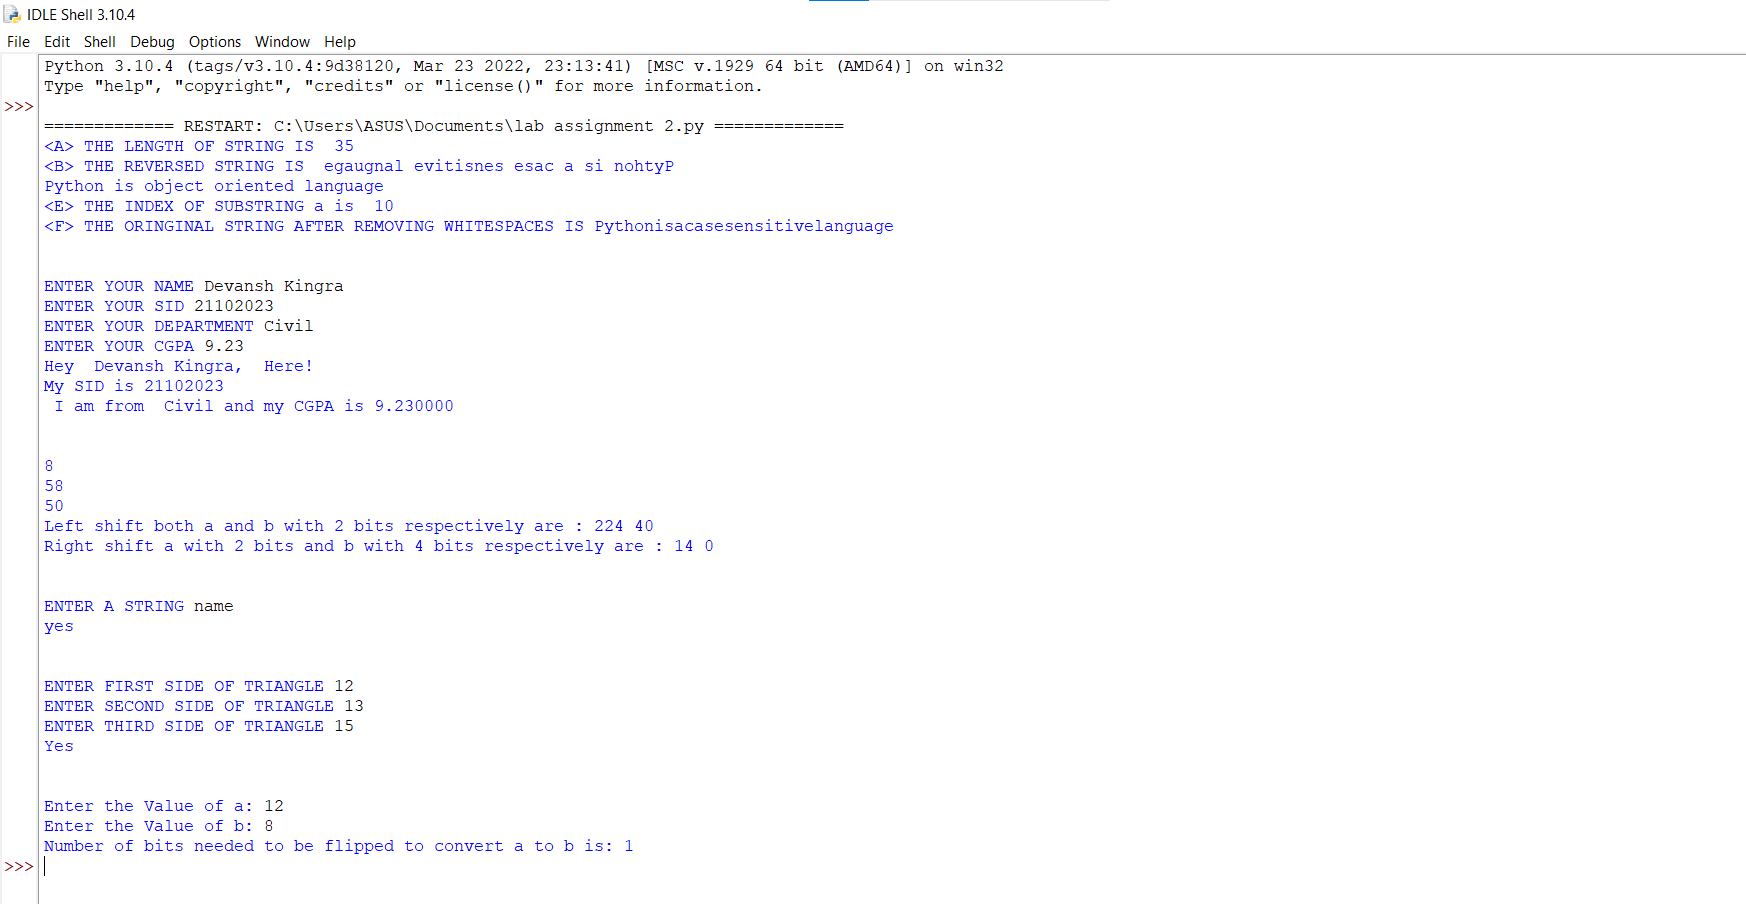 IDLE Shell 3.10.4
File Edit Shell Debug Options Window Help
Python 3.10.4 (tags/v3.10.4:9d38120, Mar 23 2022, 23:13:41) [MSC v.1929 64 bit (AMD64)] on win32
Type "help", "copyright", "credits" or "license()" for more information.
>>>
============= RESTART: C:\Users\ASUS\Documents\lab assignment 2.py =============
<A> THE LENGTH OF STRING IS  35
<B> THE REVERSED STRING IS  egaugnal evitisnes esac a si nohtyP
Python is object oriented language
<E> THE INDEX OF SUBSTRING a is  10
<F> THE ORINGINAL STRING AFTER REMOVING WHITESPACES IS Pythonisacasesensitivelanguage
ENTER YOUR NAME Devansh Kingra
ENTER YOUR SID 21102023
ENTER YOUR DEPARTMENT Civil
ENTER YOUR CGPA 9.23
Hey  Devansh Kingra,  Here!
My SID is 21102023
 I am from  Civil and my CGPA is 9.230000
8
58
50
Left shift both a and b with 2 bits respectively are : 224 40
Right shift a with 2 bits and b with 4 bits respectively are : 14 0
ENTER A STRING name
yes
ENTER FIRST SIDE OF TRIANGLE 12
ENTER SECOND SIDE OF TRIANGLE 13
ENTER THIRD SIDE OF TRIANGLE 15
Yes
Enter the Value of a: 12
Enter the Value of b: 8
Number of bits needed to be flipped to convert a to b is: 1
>>>